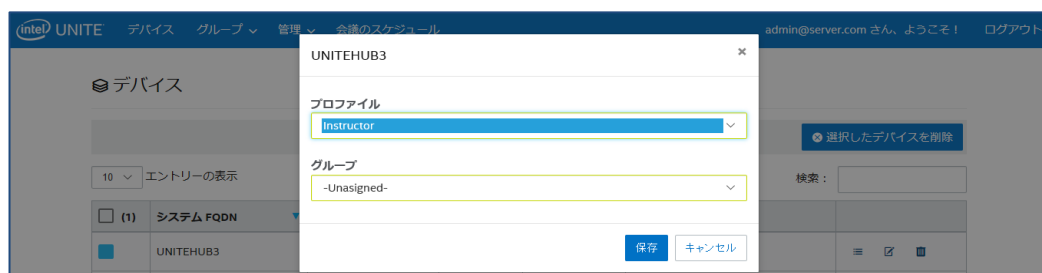 intel UNITE デバイス グループ 管理 会議のスケジュール admin@server.com さん、ようこそ！ ログアウト
UNITEHUB3 ×
デバイス
プロファイル
Instructor
選択したデバイスを削除
グループ
10 エントリーの表示
-Unasigned-
検索：
(1) システム FQDN
保存 キャンセル
UNITEHUB3